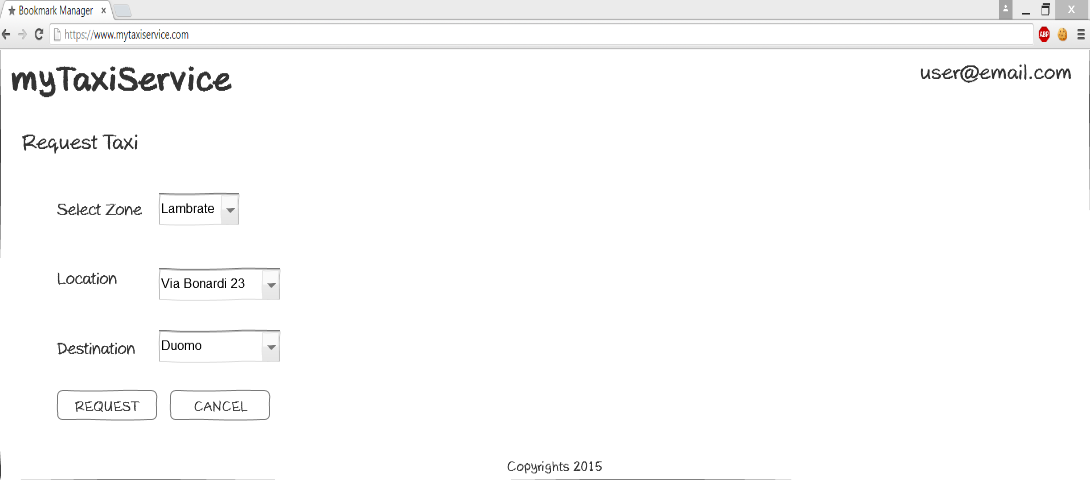 Bookmark Manager
https://www.mytaxiservice.com
ABP
myTaxiService
user@email.com
Request Taxi
Select Zone Lambrate
Location Via Bonardi 23
Destination Duomo
REQUEST CANCEL
Copyrights 2015